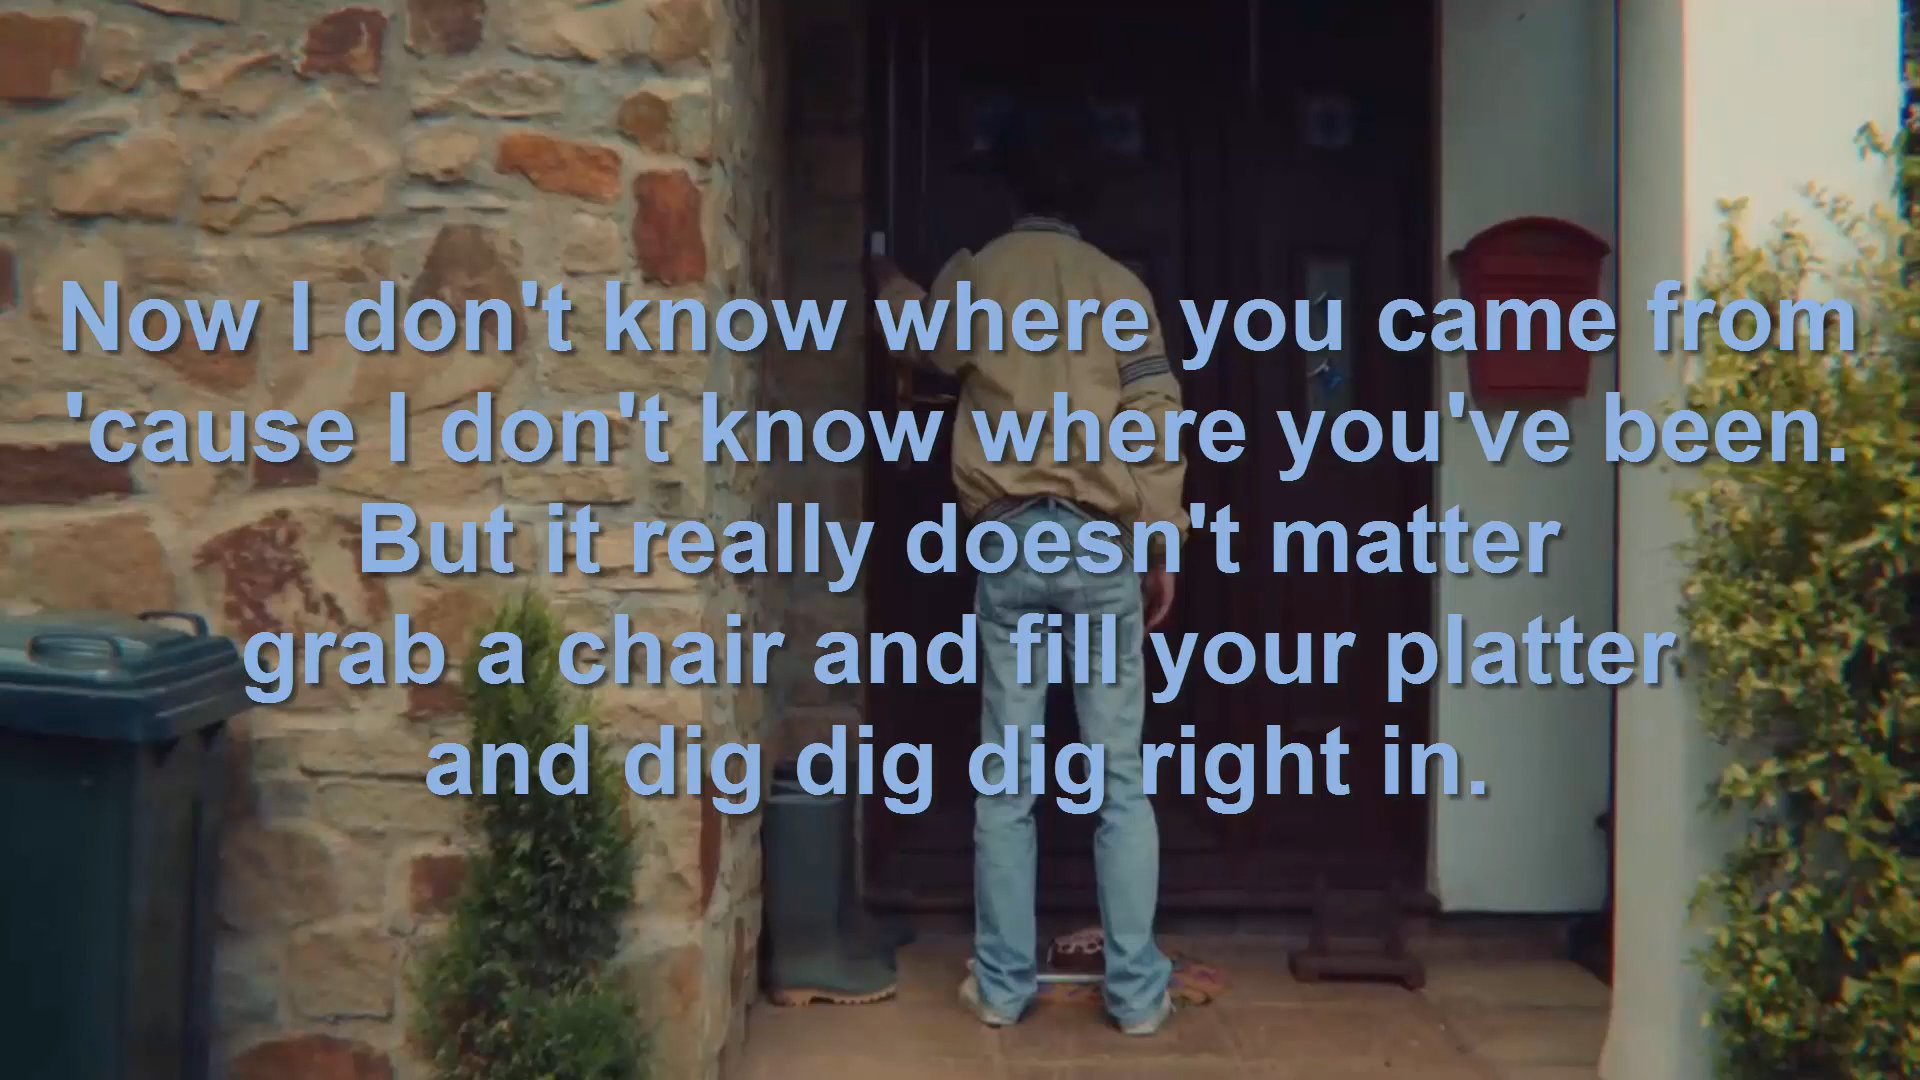 Now I don't know where you came from
'cause I don't know where you've been.
But it really doesn't matter
grab a chair and fill your platter
and dig dig dig right in.